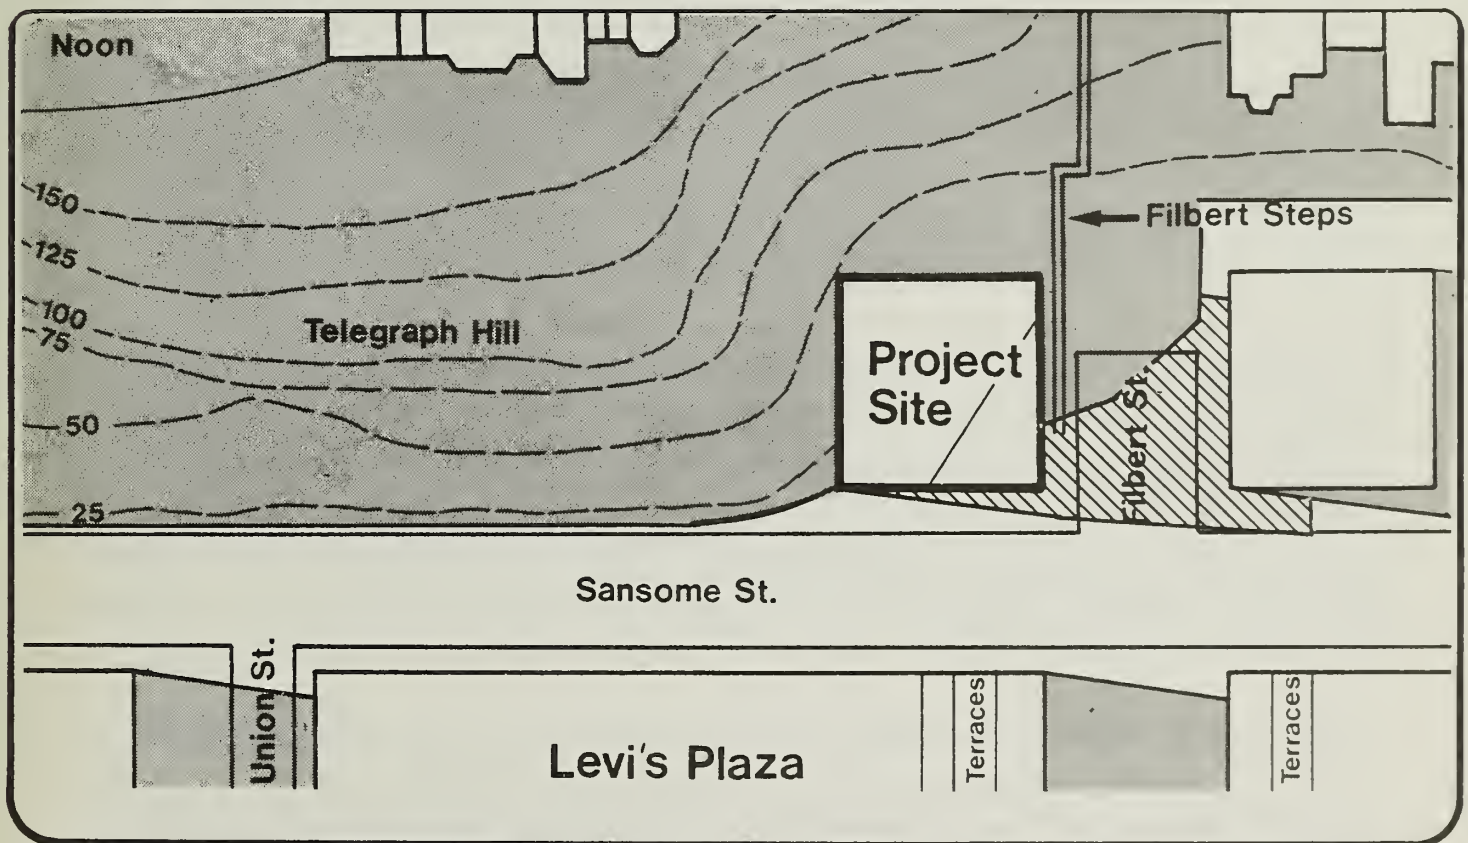 Noon
150
125
100
75
50
25
Telegraph Hill
Filbert Steps
Project
Site
Filbert St.
Sansome St.
Union St.
Levi's Plaza
Terraces
Terraces